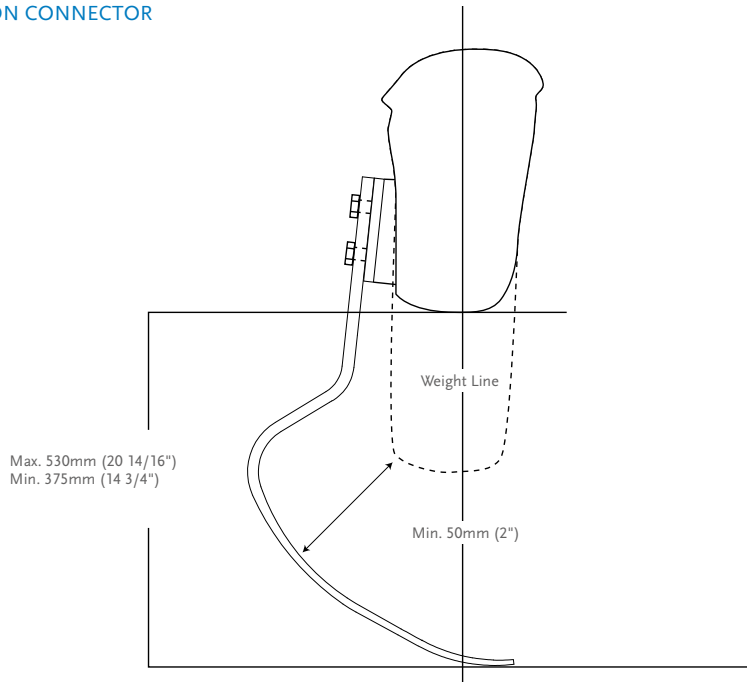 ON CONNECTOR
Weight Line
Max. 530mm (20 14/16")
Min. 375mm (14 3/4")
Min. 50mm (2")